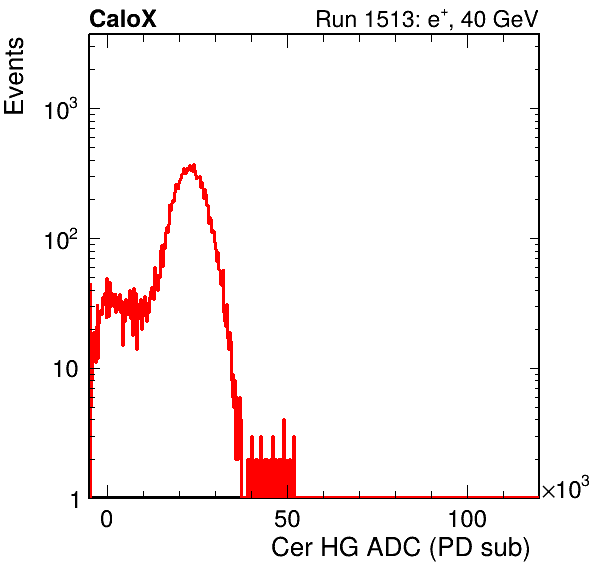 CaloX Run 1513: e⁺, 40 GeV
Events
10³
10²
10
1
0 50 100 ×10³
Cer HG ADC (PD sub)